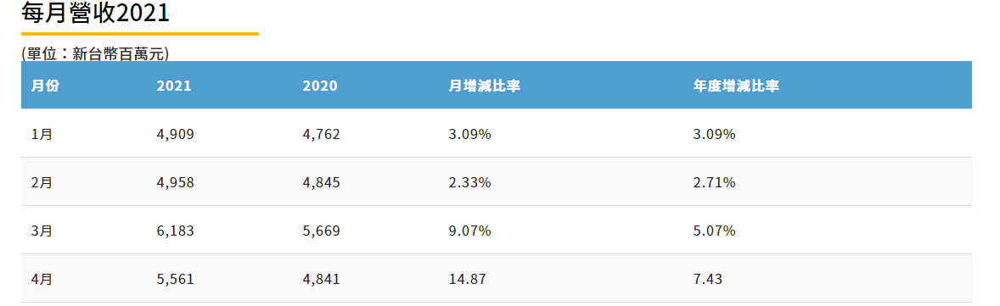 每月營收2021
(單位：新台幣百萬元)
月份 2021 2020 月增減比率 年度增減比率
1月 4,909 4,762 3.09% 3.09%
2月 4,958 4,845 2.33% 2.71%
3月 6,183 5,669 9.07% 5.07%
4月 5,561 4,841 14.87 7.43